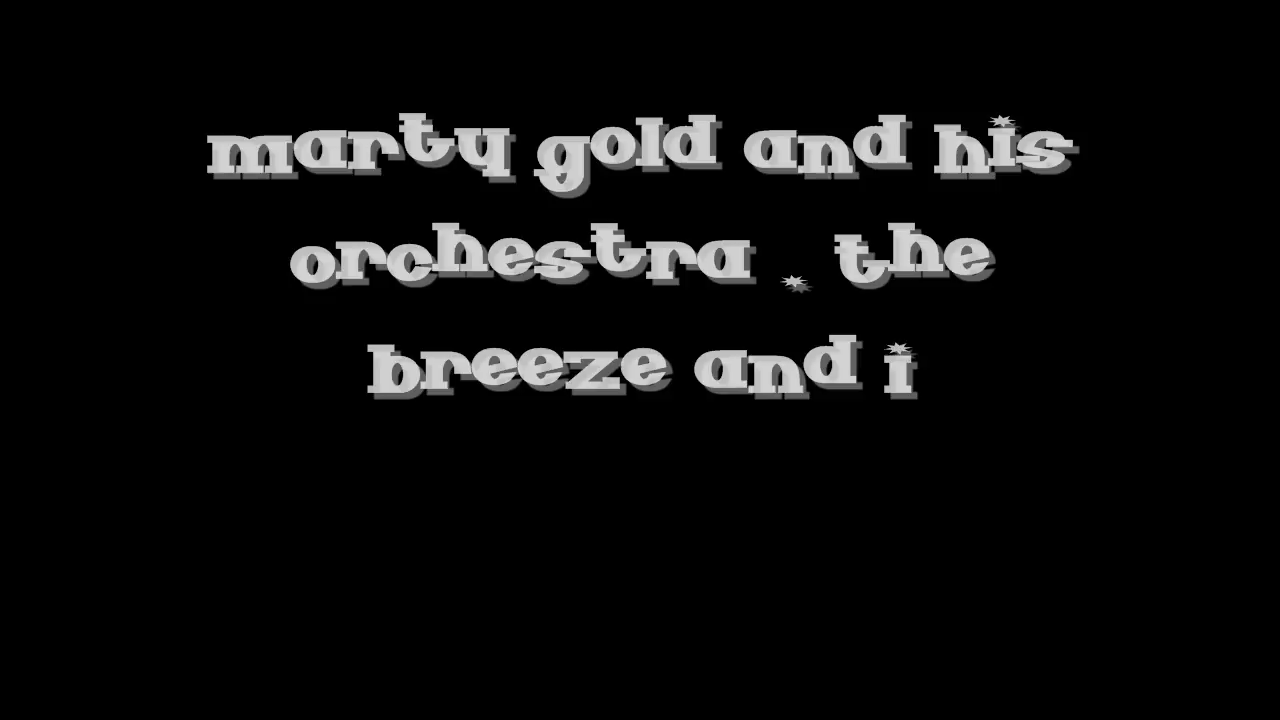 marty gold and his
orchestra . the
breeze and i